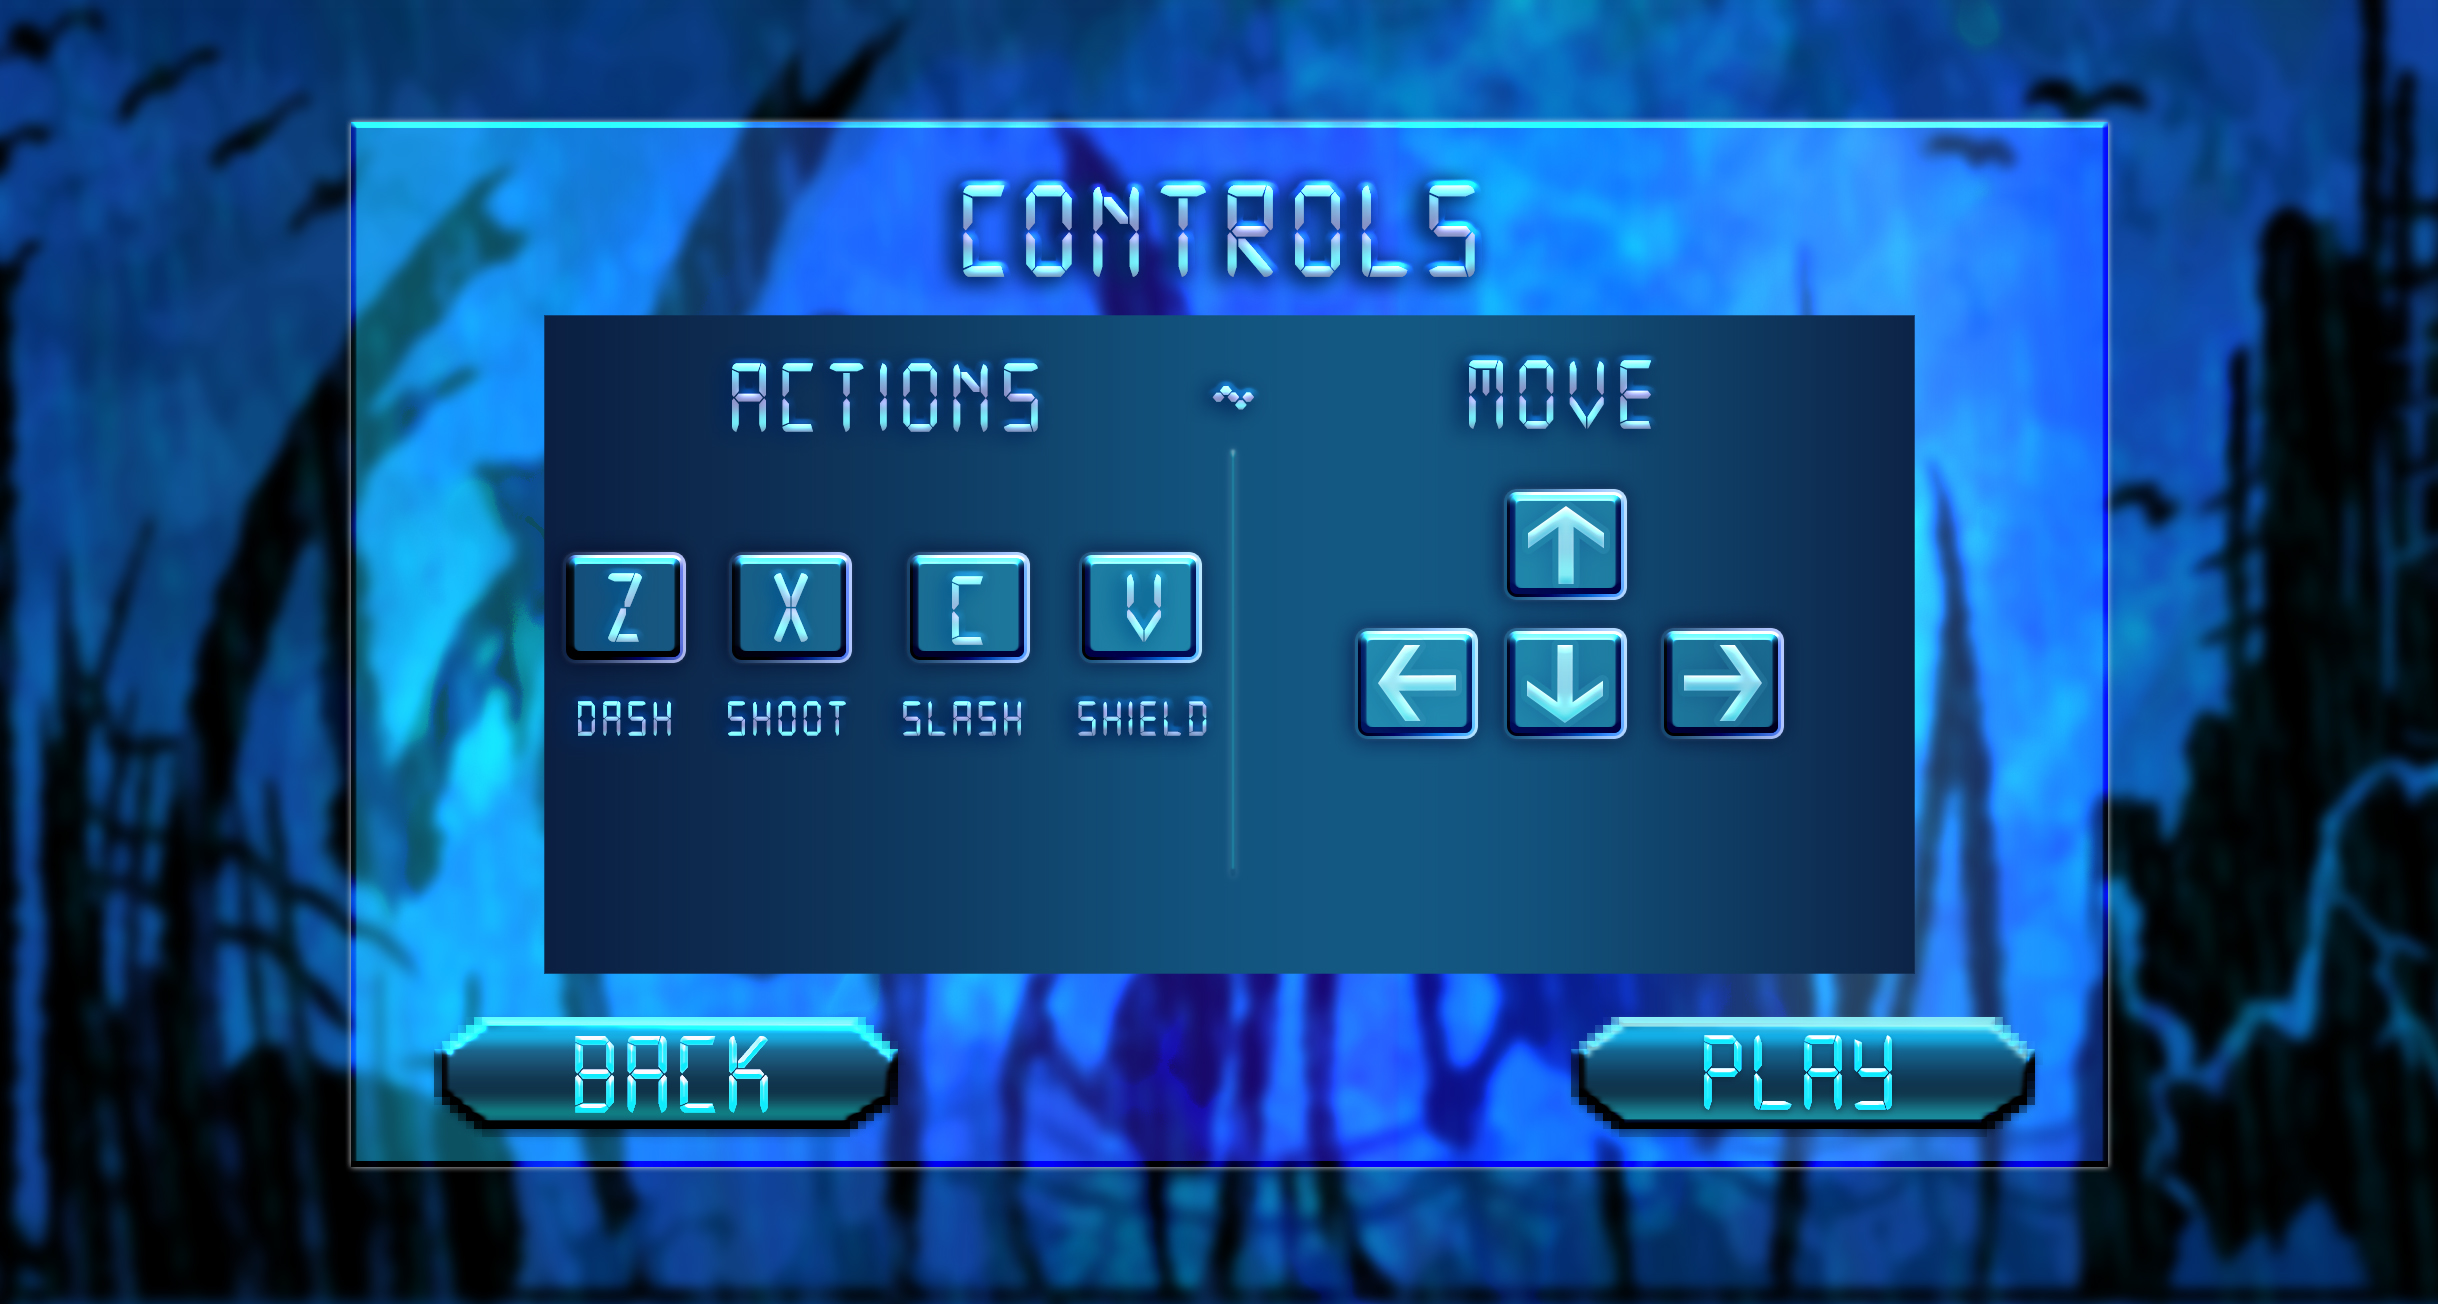 CONTROLS
ACTIONS ~ MOVE
↑
Z X C V
← ↓ →
DASH SHOOT SLASH SHIELD
BACK PLAY